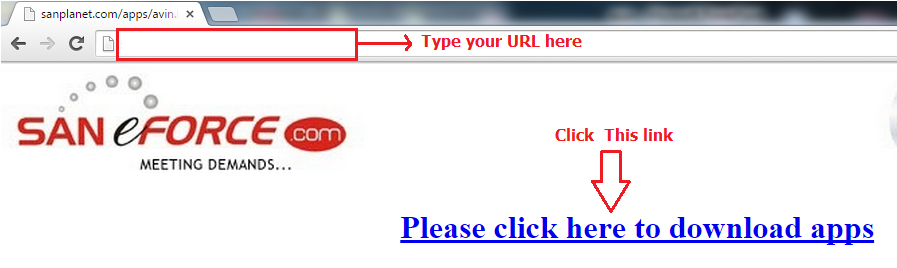 sanplanet.com/apps/avin.
Type your URL here
SAN eFORCE.com
MEETING DEMANDS...
Click This link
Please click here to download apps